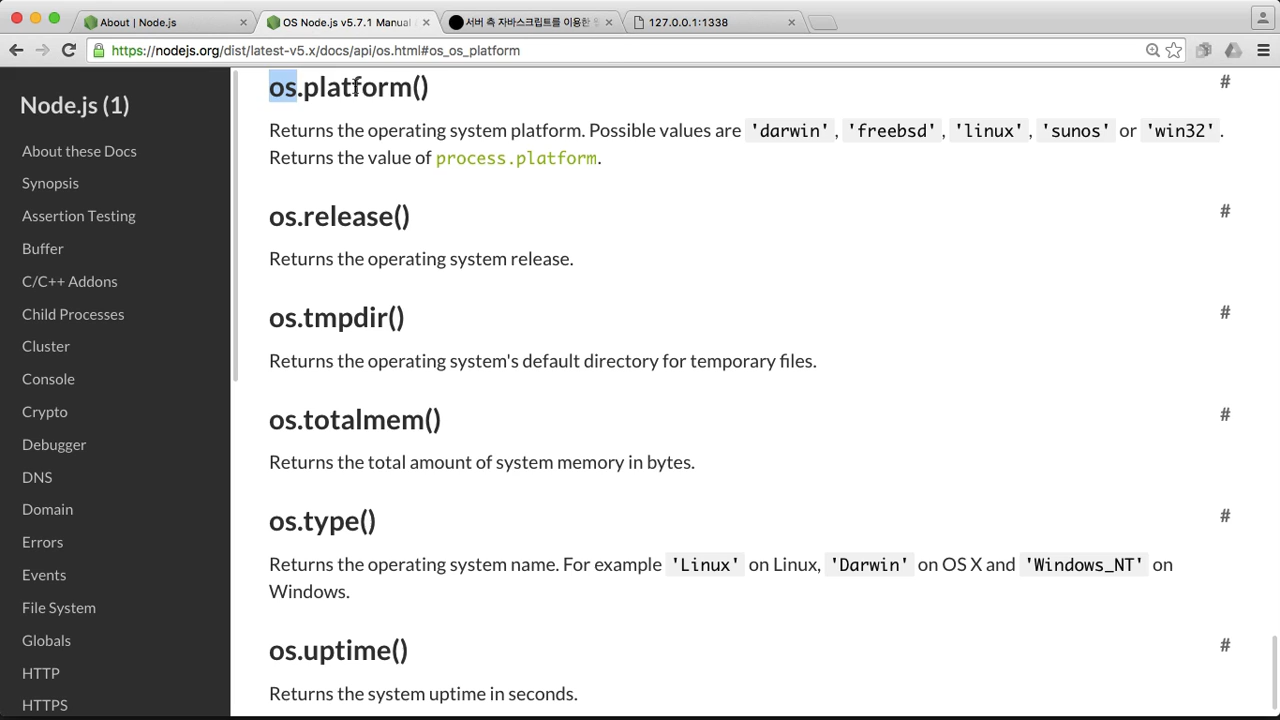 About | Node.js
OS Node.js v5.7.1 Manual
서버 측 자바스크립트를 이용한
127.0.0.1:1338
https://nodejs.org/dist/latest-v5.x/docs/api/os.html#os_os_platform
Node.js (1)
About these Docs
Synopsis
Assertion Testing
Buffer
C/C++ Addons
Child Processes
Cluster
Console
Crypto
Debugger
DNS
Domain
Errors
Events
File System
Globals
HTTP
HTTPS
os.platform() #
Returns the operating system platform. Possible values are 'darwin', 'freebsd', 'linux', 'sunos' or 'win32'.
Returns the value of process.platform.
os.release() #
Returns the operating system release.
os.tmpdir() #
Returns the operating system's default directory for temporary files.
os.totalmem() #
Returns the total amount of system memory in bytes.
os.type() #
Returns the operating system name. For example 'Linux' on Linux, 'Darwin' on OS X and 'Windows_NT' on
Windows.
os.uptime() #
Returns the system uptime in seconds.